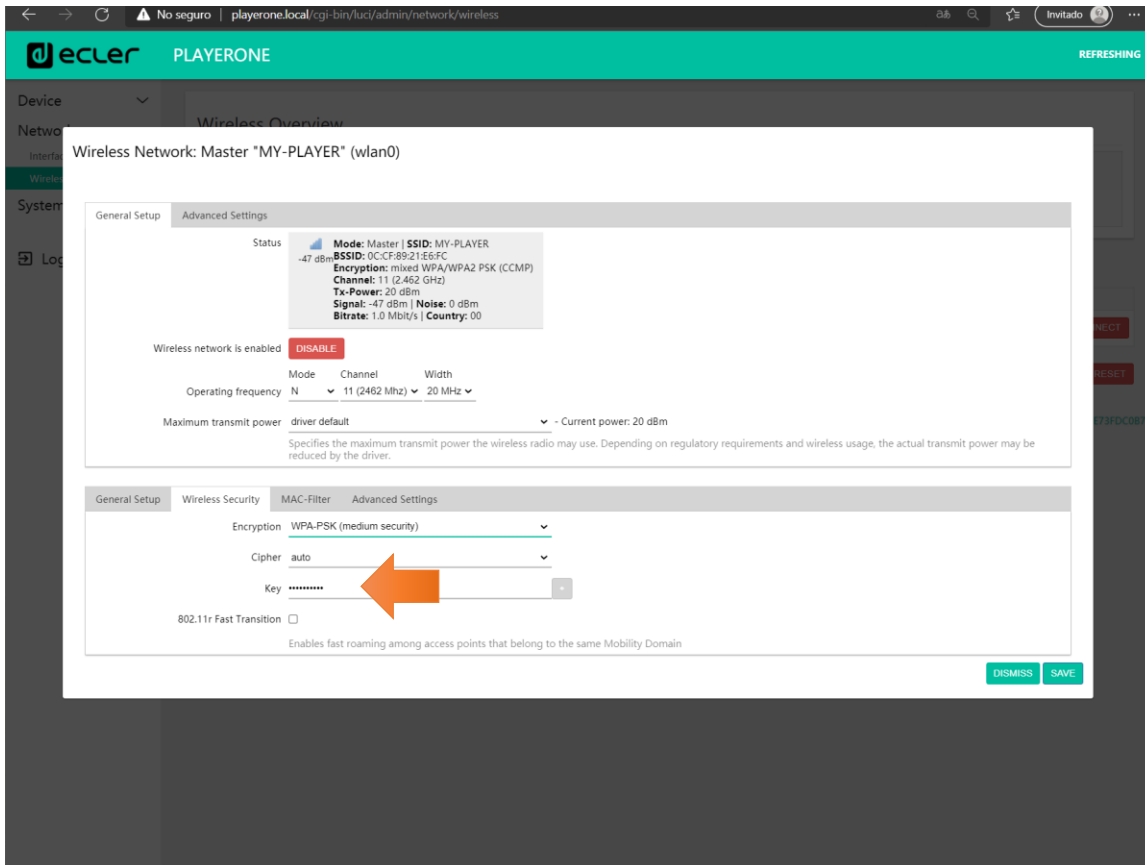 No seguro | playerone.local/cgi-bin/luci/admin/network/wireless
Invitado
ecler PLAYERONE REFRESHING
Device
Wireless Overview
Wireless Network: Master "MY-PLAYER" (wlan0)
System
General Setup Advanced Settings
Status
Mode: Master | SSID: MY-PLAYER
-47 dBm BSSID: 0C:CF:89:21:E6:FC
Encryption: mixed WPA/WPA2 PSK (CCMP)
Channel: 11 (2.462 GHz)
Tx-Power: 20 dBm
Signal: -47 dBm | Noise: 0 dBm
Bitrate: 1.0 Mbit/s | Country: 00
Wireless network is enabled DISABLE
RESET
Mode Channel Width
Operating frequency N 11 (2462 Mhz) 20 MHz
Maximum transmit power driver default - Current power: 20 dBm
Specifies the maximum transmit power the wireless radio may use. Depending on regulatory requirements and wireless usage, the actual transmit power may be
reduced by the driver.
General Setup Wireless Security MAC-Filter Advanced Settings
Encryption WPA-PSK (medium security)
Cipher auto
Key ••••••••••
802.11r Fast Transition
Enables fast roaming among access points that belong to the same Mobility Domain
DISMISS SAVE